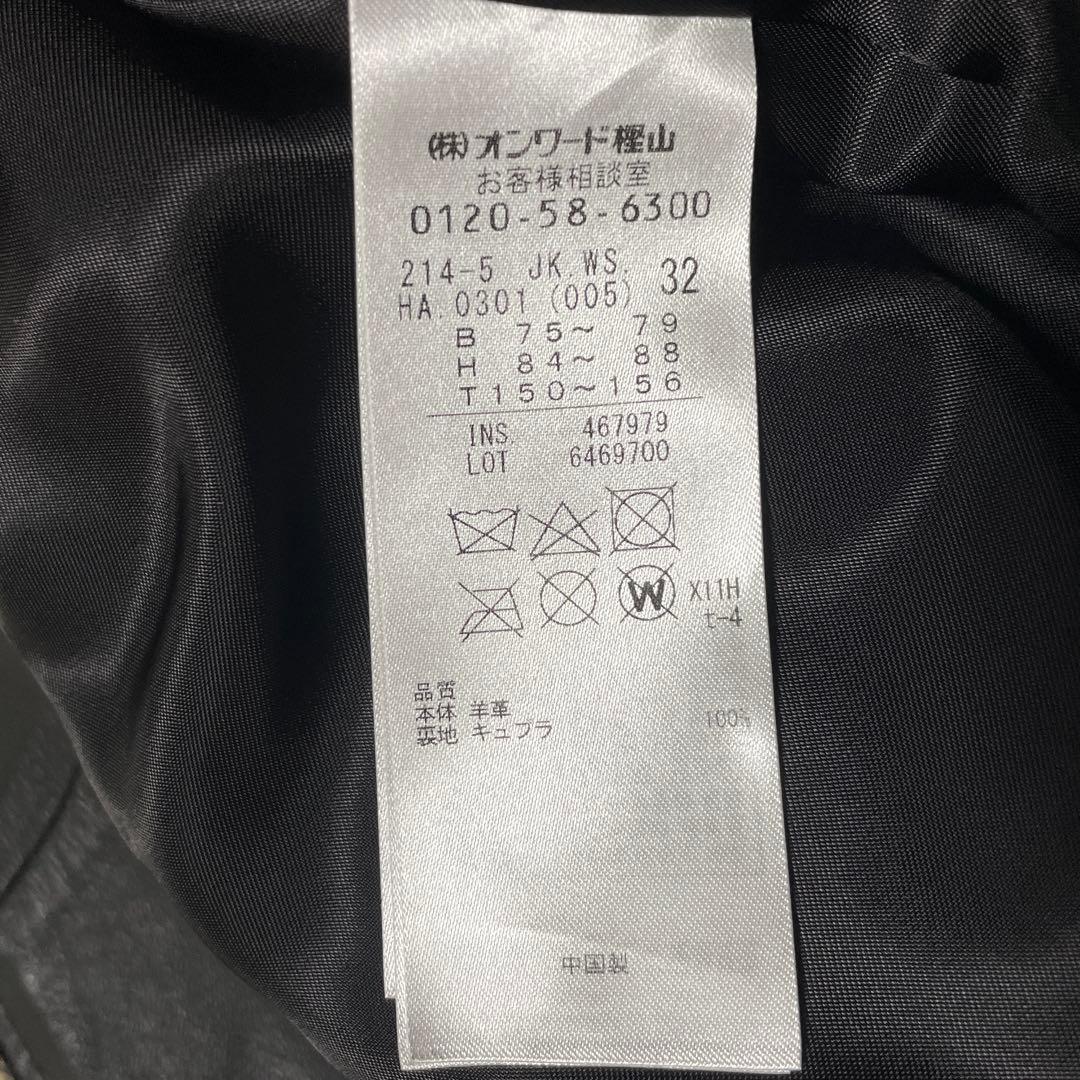 (株)オンワード樫山
お客様相談室
0120-58-6300
214-5 JK.WS. 32
HA.0301 (005)
B 75~ 79
H 84~ 88
T150~156
INS 467979
LOT 6469700
W X11H
t-4
品質
本体 羊革
裏地 キュプラ 100%
中国製